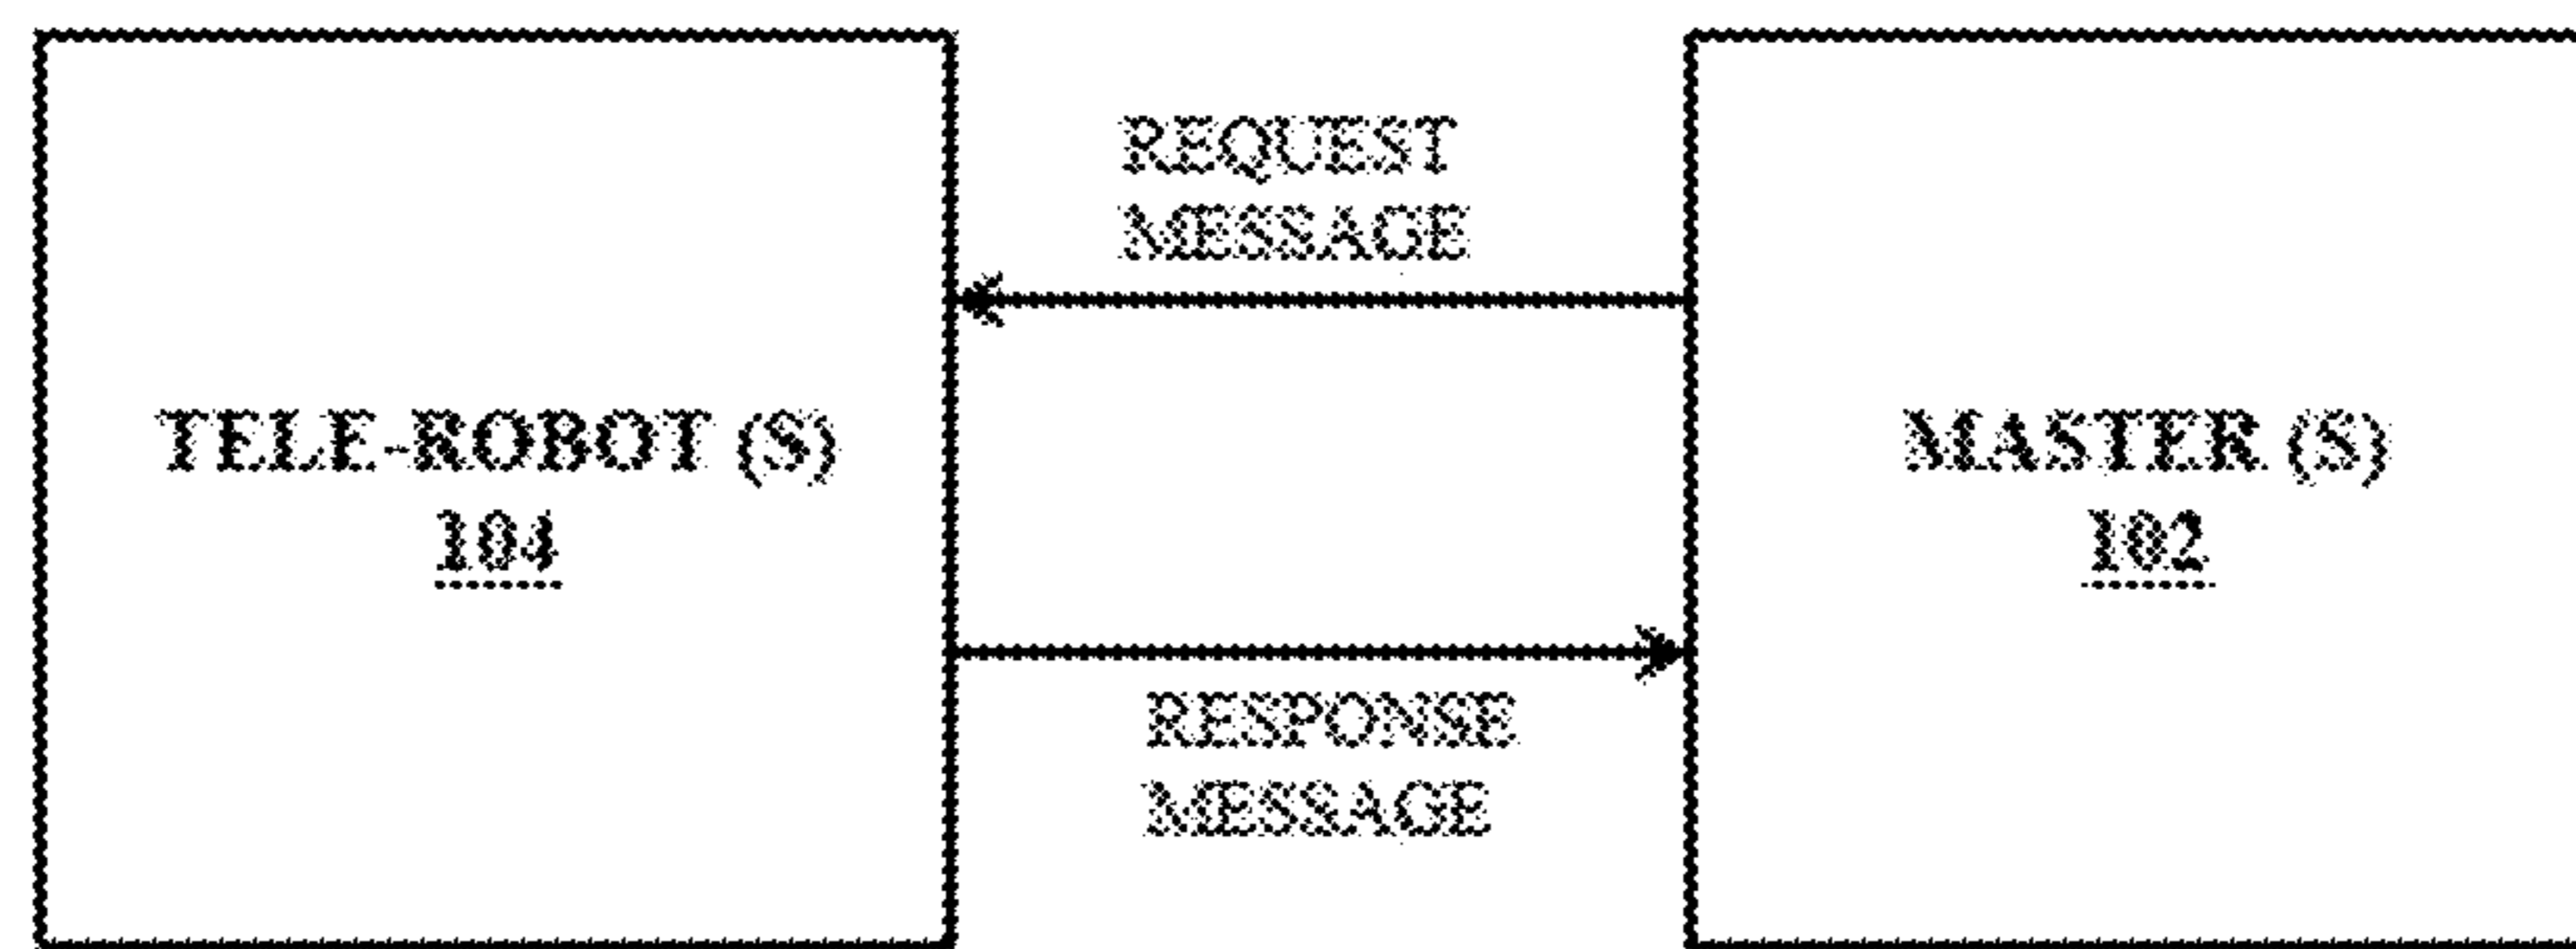 REQUEST
MESSAGE
TELE-ROBOT (S)
104
MASTER (S)
102
RESPONSE
MESSAGE